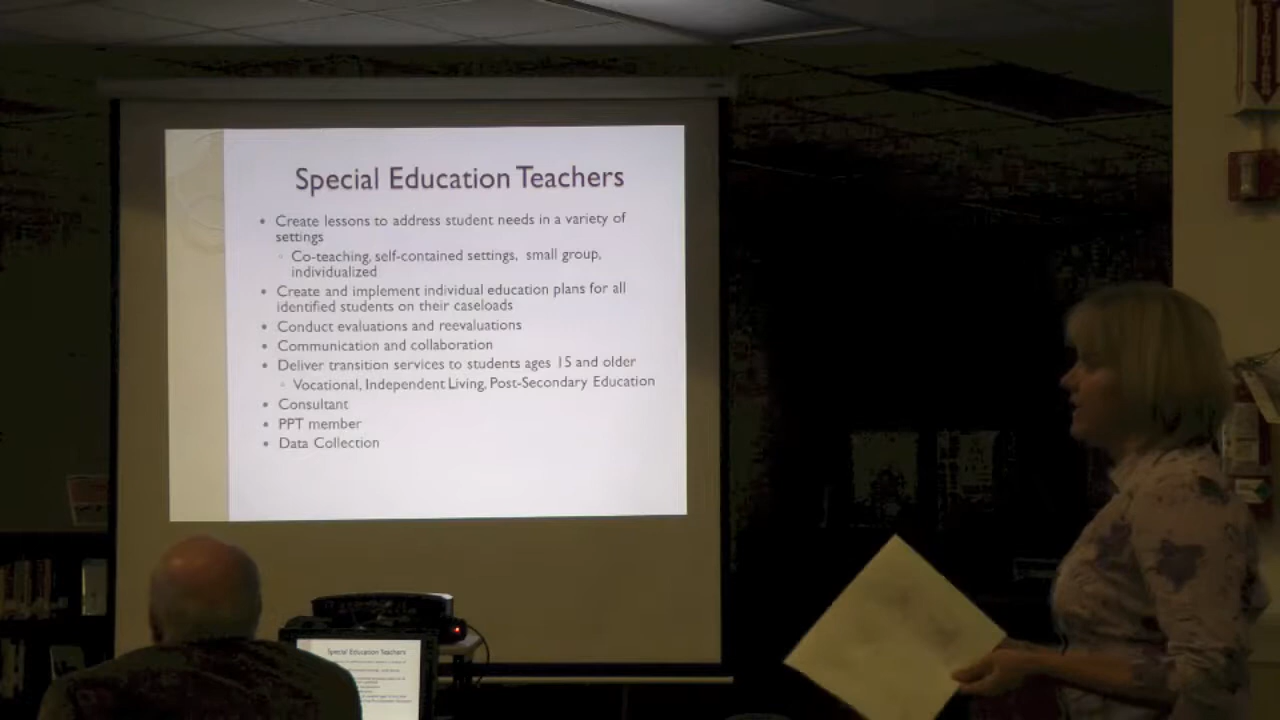 Special Education Teachers
• Create lessons to address student needs in a variety of
settings
◦ Co-teaching, self-contained settings, small group,
individualized
• Create and implement individual education plans for all
identified students on their caseloads
• Conduct evaluations and reevaluations
• Communication and collaboration
• Deliver transition services to students ages 15 and older
◦ Vocational, Independent Living, Post-Secondary Education
• Consultant
• PPT member
• Data Collection
Special Education Teachers